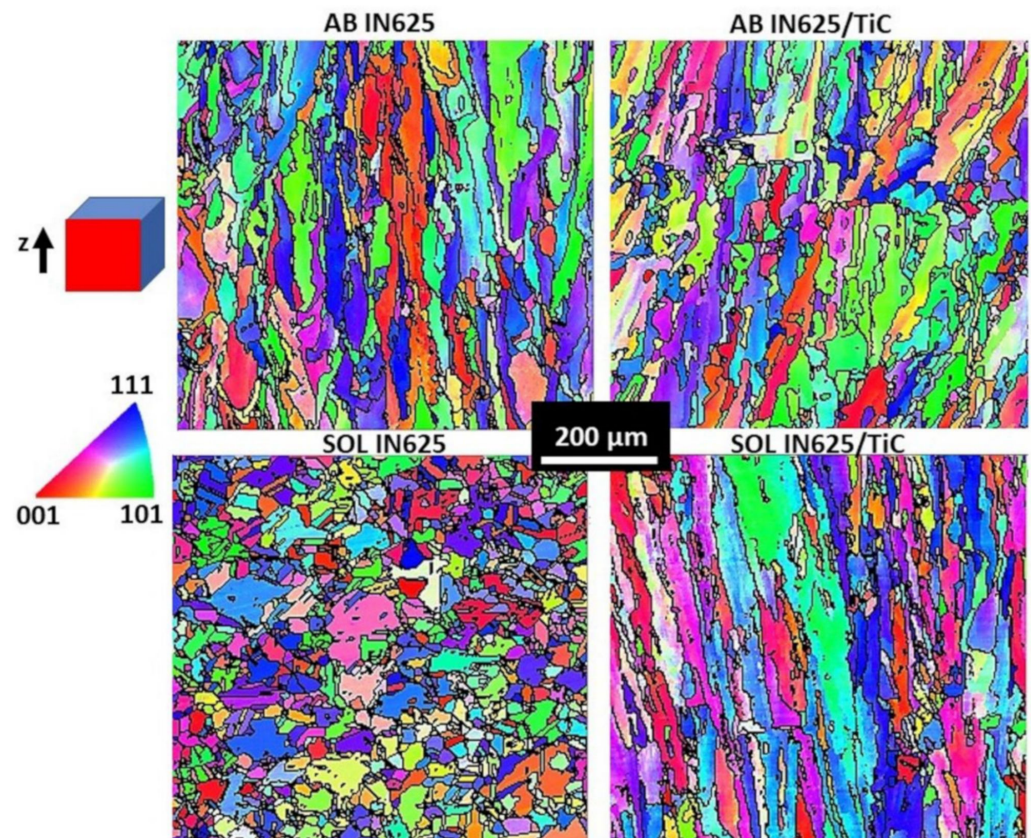 AB IN625
AB IN625/TiC
z
111
001
101
200 μm
SOL IN625
SOL IN625/TiC